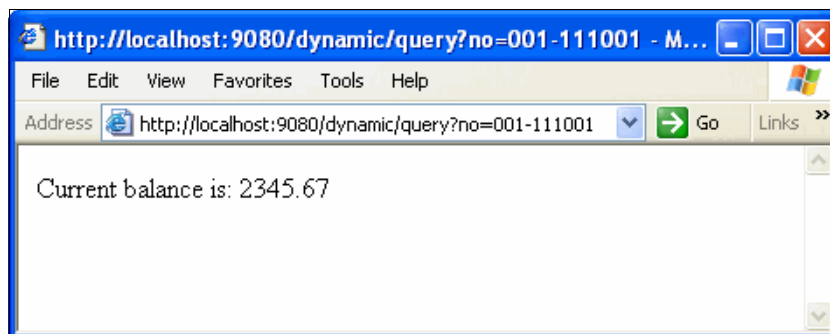 http://localhost:9080/dynamic/query?no=001-111001 - M...
File Edit View Favorites Tools Help
Address http://localhost:9080/dynamic/query?no=001-111001 Go Links »
Current balance is: 2345.67